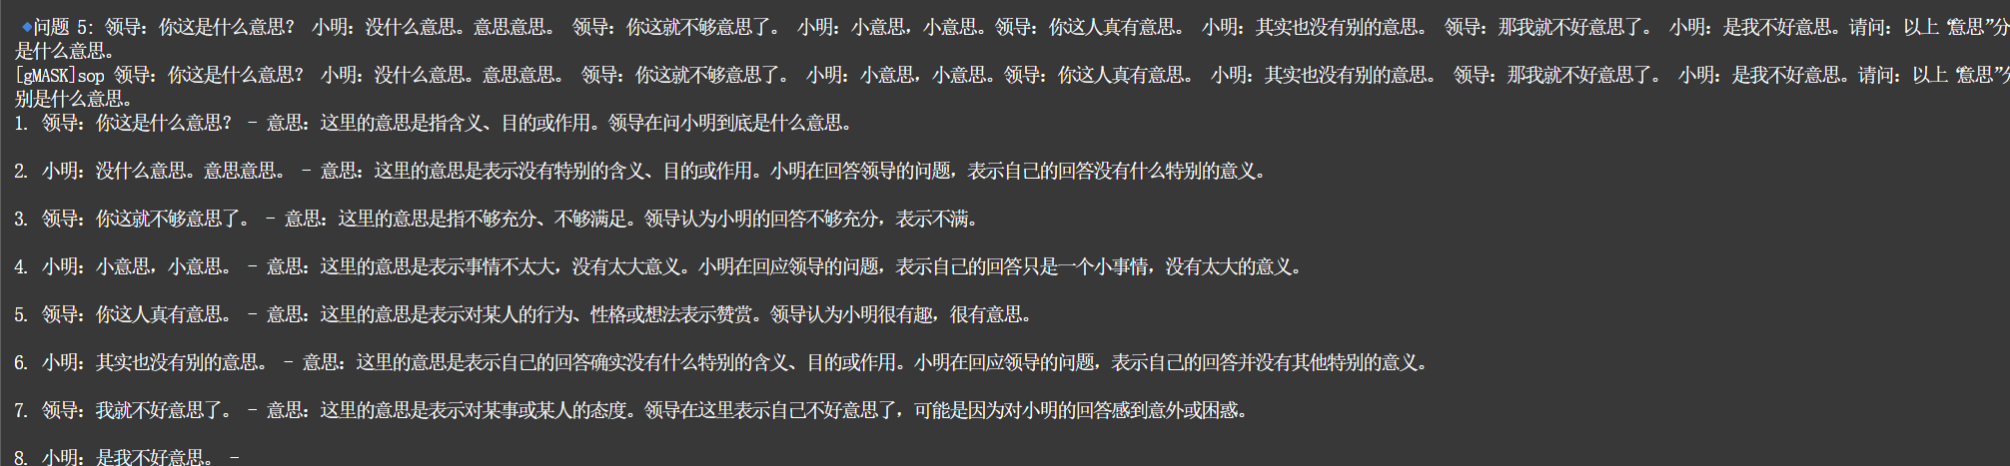 ◆问题 5: 领导：你这是什么意思？ 小明：没什么意思。意思意思。 领导：你这就不够意思了。 小明：小意思，小意思。领导：你这人真有意思。 小明：其实也没有别的意思。 领导：那我就不好意思了。 小明：是我不好意思。请问：以上“意思”分
是什么意思。
[gMASK]sop 领导：你这是什么意思？ 小明：没什么意思。意思意思。 领导：你这就不够意思了。 小明：小意思，小意思。领导：你这人真有意思。 小明：其实也没有别的意思。 领导：那我就不好意思了。 小明：是我不好意思。请问：以上“意思”分
别是什么意思。
1. 领导：你这是什么意思？ - 意思：这里的意思是指含义、目的或作用。领导在问小明到底是什么意思。
2. 小明：没什么意思。意思意思。 - 意思：这里的意思是表示没有特别的含义、目的或作用。小明在回答领导的问题，表示自己的回答没有什么特别的意义。
3. 领导：你这就不够意思了。 - 意思：这里的意思是指不够充分、不够满足。领导认为小明的回答不够充分，表示不满。
4. 小明：小意思，小意思。 - 意思：这里的意思是表示事情不太大，没有太大意义。小明在回应领导的问题，表示自己的回答只是一个小事情，没有太大的意义。
5. 领导：你这人真有意思。 - 意思：这里的意思是表示对某人的行为、性格或想法表示赞赏。领导认为小明很有趣，很有意思。
6. 小明：其实也没有别的意思。 - 意思：这里的意思是表示自己的回答确实没有什么特别的含义、目的或作用。小明在回应领导的问题，表示自己的回答并没有其他特别的意义。
7. 领导：我就不好意思了。 - 意思：这里的意思是表示对某事或某人的态度。领导在这里表示自己不好意思了，可能是因为对小明的回答感到意外或困惑。
8. 小明：是我不好意思。 -